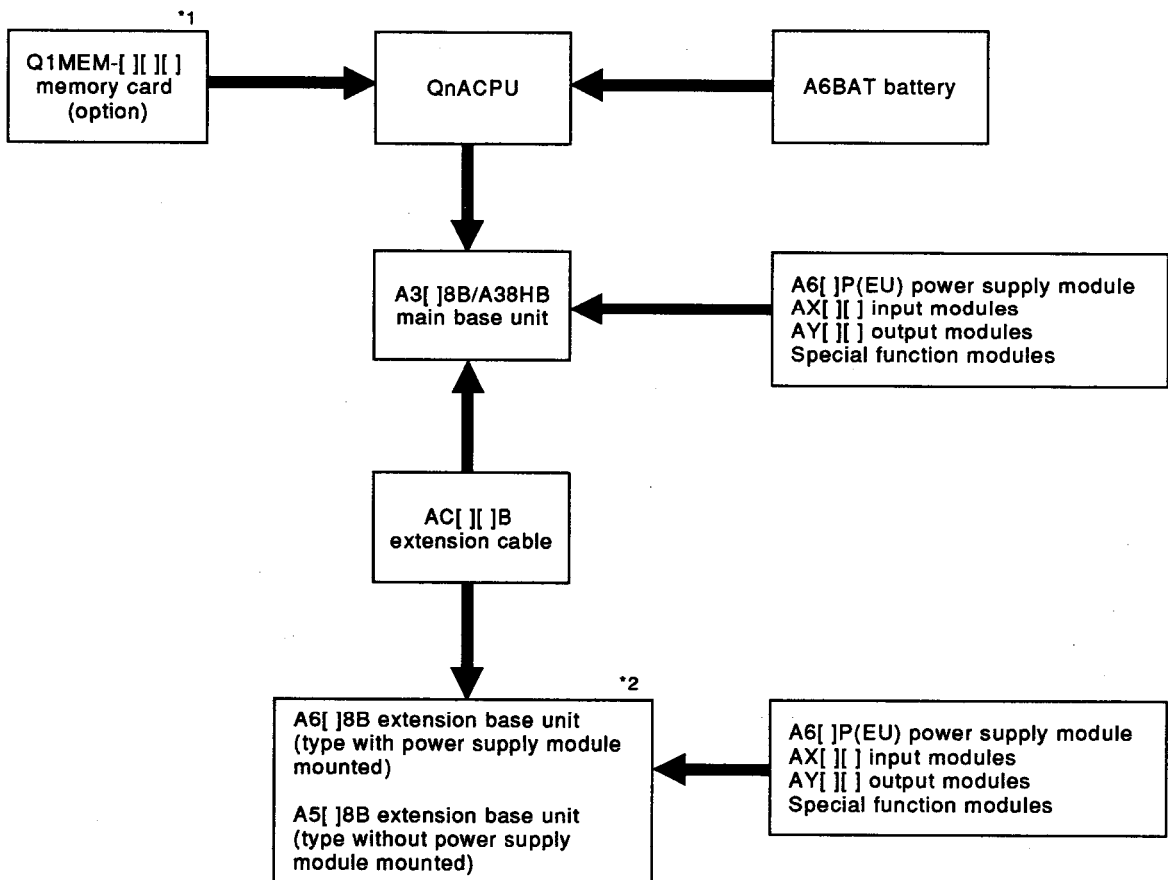 *1
Q1MEM-[ ][ ][ ]
memory card
(option)
QnACPU
A6BAT battery
A3[ ]8B/A38HB
main base unit
A6[ ]P(EU) power supply module
AX[ ][ ] input modules
AY[ ][ ] output modules
Special function modules
AC[ ][ ]B
extension cable
*2
A6[ ]8B extension base unit
(type with power supply module
mounted)
A5[ ]8B extension base unit
(type without power supply
module mounted)
A6[ ]P(EU) power supply module
AX[ ][ ] input modules
AY[ ][ ] output modules
Special function modules